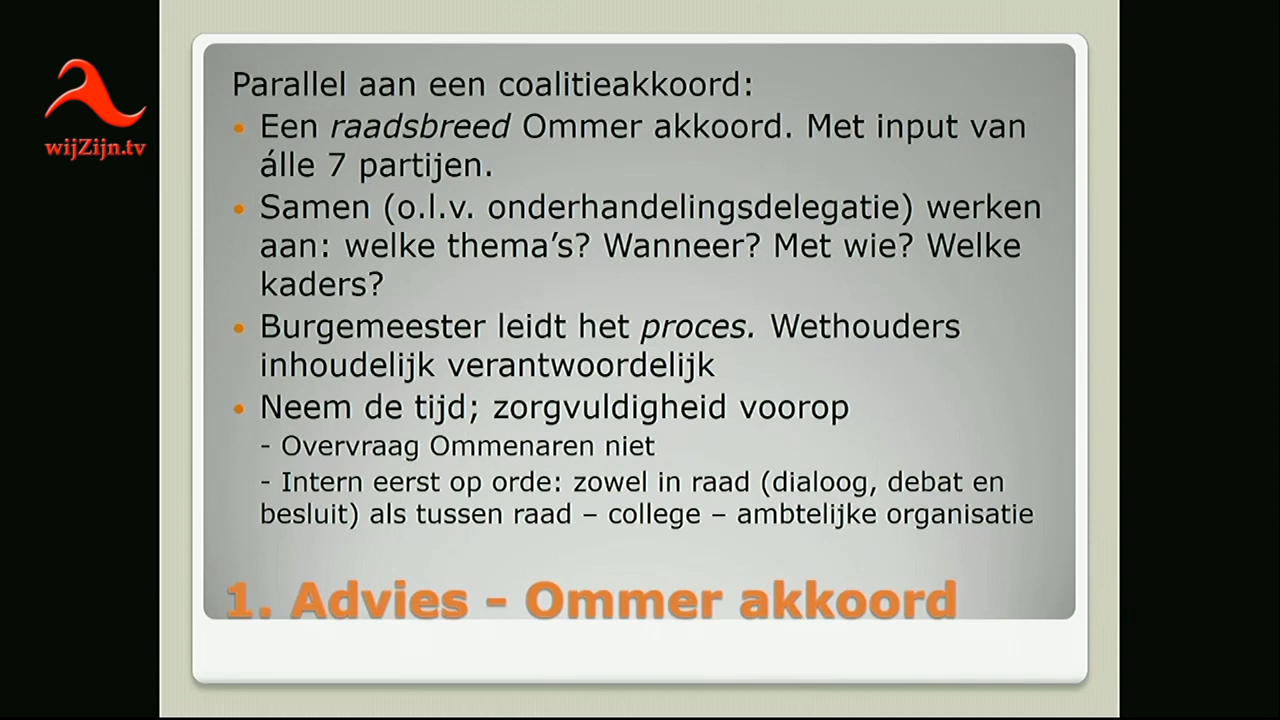 wijZijn.tv
Parallel aan een coalitieakkoord:
• Een raadsbreed Ommer akkoord. Met input van
álle 7 partijen.
• Samen (o.l.v. onderhandelingsdelegatie) werken
aan: welke thema’s? Wanneer? Met wie? Welke
kaders?
• Burgemeester leidt het proces. Wethouders
inhoudelijk verantwoordelijk
• Neem de tijd; zorgvuldigheid voorop
- Overvraag Ommenaren niet
- Intern eerst op orde: zowel in raad (dialoog, debat en
besluit) als tussen raad – college – ambtelijke organisatie
1. Advies - Ommer akkoord